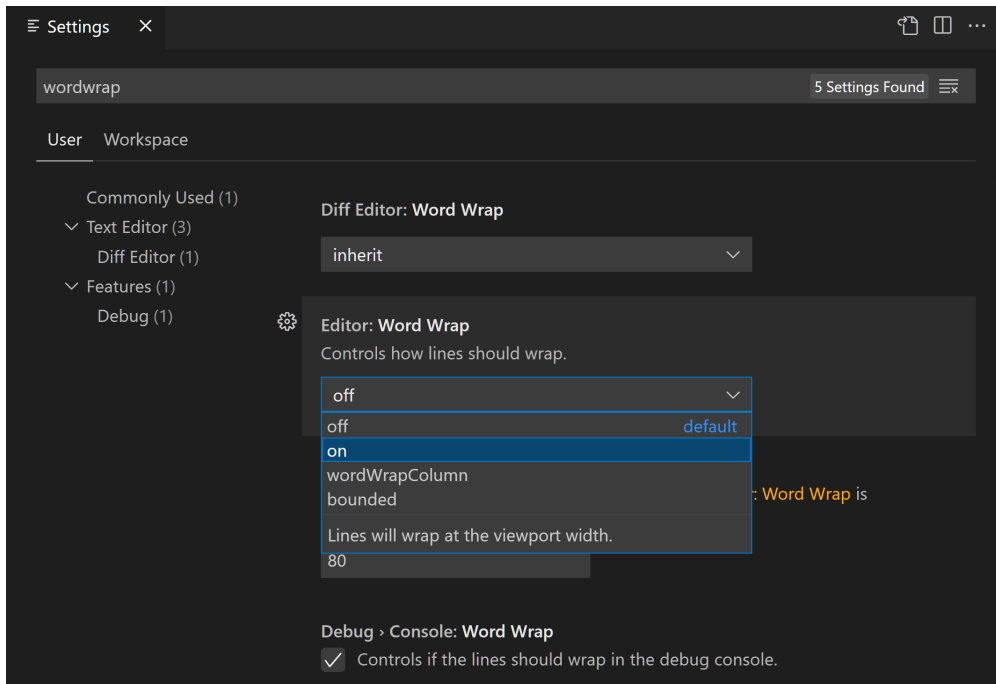 Settings
wordwrap
5 Settings Found
User Workspace
Commonly Used (1)
Text Editor (3)
Diff Editor (1)
Features (1)
Debug (1)
Diff Editor: Word Wrap
inherit
Editor: Word Wrap
Controls how lines should wrap.
off
off default
on
wordWrapColumn
bounded
: Word Wrap is
Lines will wrap at the viewport width.
80
Debug › Console: Word Wrap
Controls if the lines should wrap in the debug console.